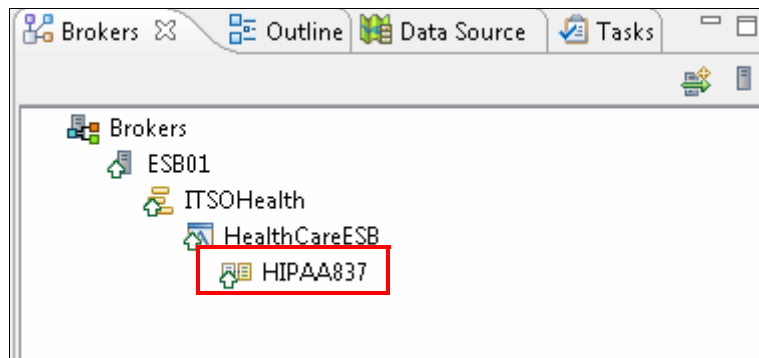 Brokers Outline Data Source Tasks
Brokers
ESB01
ITSOHealth
HealthCareESB
HIPAA837